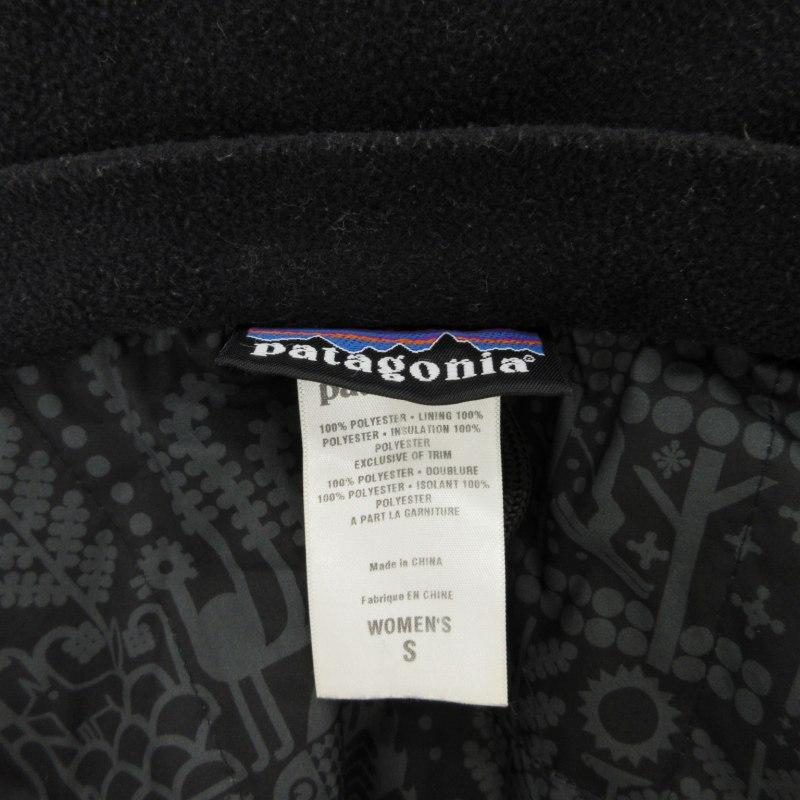 patagonia®
100% POLYESTER • LINING 100%
POLYESTER • INSULATION 100%
POLYESTER
EXCLUSIVE OF TRIM
100% POLYESTER • DOUBLURE
100% POLYESTER • ISOLANT 100%
POLYESTER
A PART LA GARNITURE
Made in CHINA
Fabrique EN CHINE
WOMEN'S
S